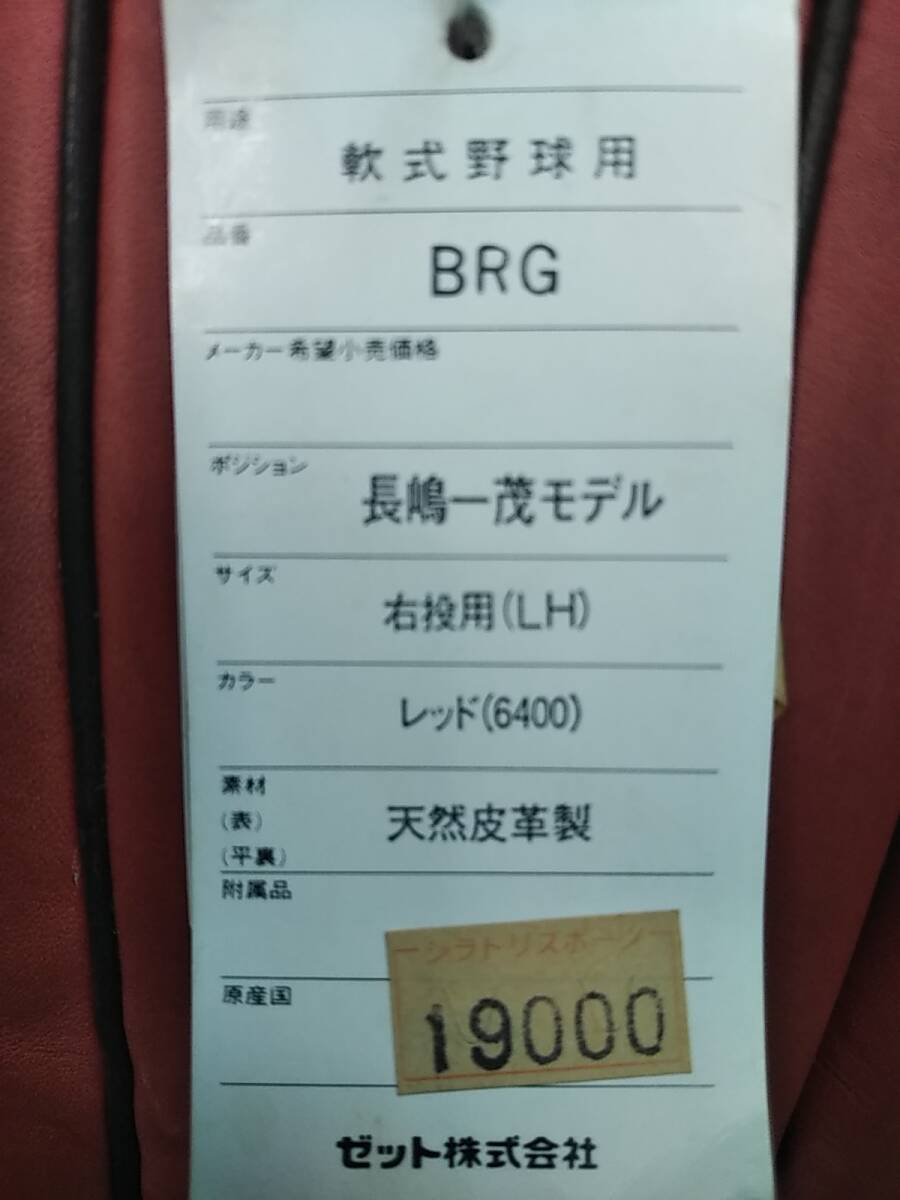 用途
軟式野球用
品番
BRG
メーカー希望小売価格
ポジション
長嶋一茂モデル
サイズ
右投用(LH)
カラー
レッド(6400)
素材
(表)
天然皮革製
(平裏)
附属品
シラトリスポーツ
原産国
19000
ゼット株式会社